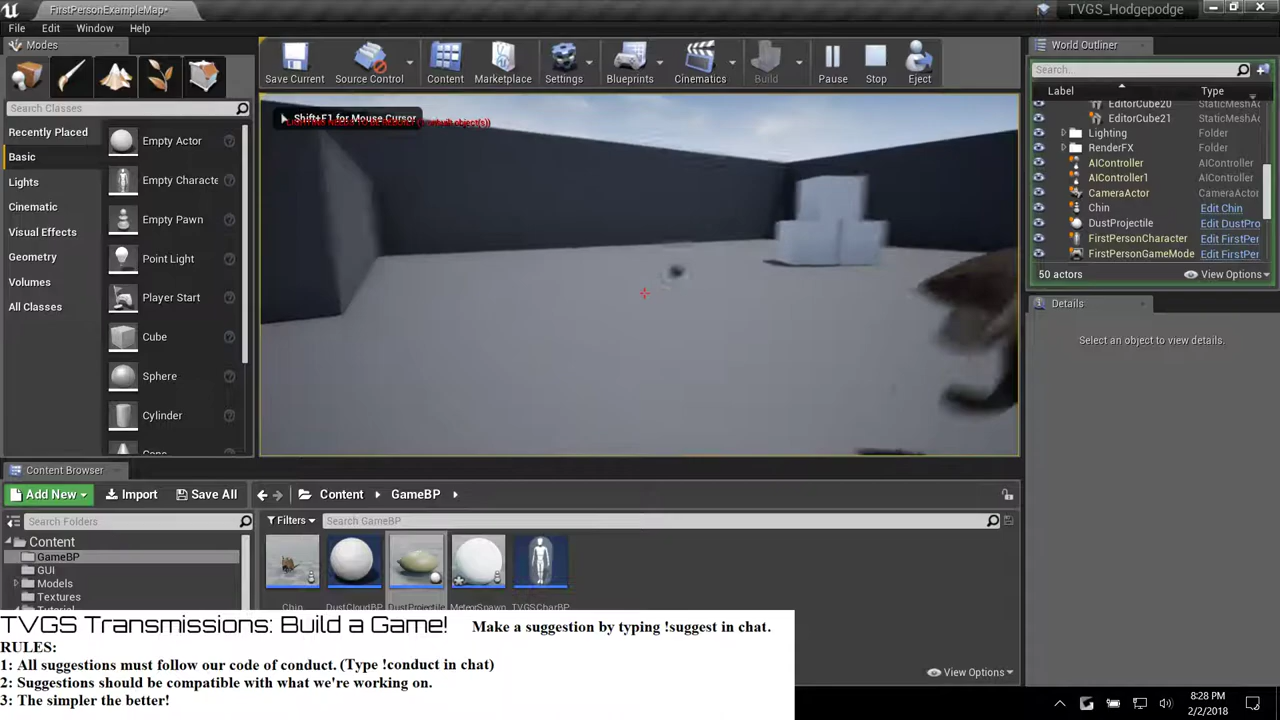 FirstPersonExampleMap*
TVGS_Hodgepodge
File Edit Window Help
Modes
Search Classes
Recently Placed
Basic
Lights
Cinematic
Visual Effects
Geometry
Volumes
All Classes
Empty Actor
Empty Characte
Empty Pawn
Point Light
Player Start
Cube
Sphere
Cylinder
Save Current
Source Control
Content
Marketplace
Settings
Blueprints
Cinematics
Build
Pause
Stop
Eject
Shift+F1 for Mouse Cursor
World Outliner
Search...
Label Type
EditorCube20 StaticMeshAc
EditorCube21 StaticMeshAc
Lighting Folder
RenderFX Folder
AIController AIController
AIController1 AIController
CameraActor CameraActor
Chin Edit Chin
DustProjectile Edit DustPro
FirstPersonCharacter Edit FirstPer
FirstPersonGameMode Edit FirstPer
50 actors View Options
Details
Select an object to view details.
Content Browser
Add New Import Save All Content GameBP
Search Folders
Filters Search GameBP
Content
GameBP
GUI
Models
Textures
Tutorial
Chin DustCloudBP DustProjectile MeteorSpawn TVGSCharBP
View Options
TVGS Transmissions: Build a Game! Make a suggestion by typing !suggest in chat.
RULES:
1: All suggestions must follow our code of conduct. (Type !conduct in chat)
2: Suggestions should be compatible with what we're working on.
3: The simpler the better!
8:28 PM
2/2/2018